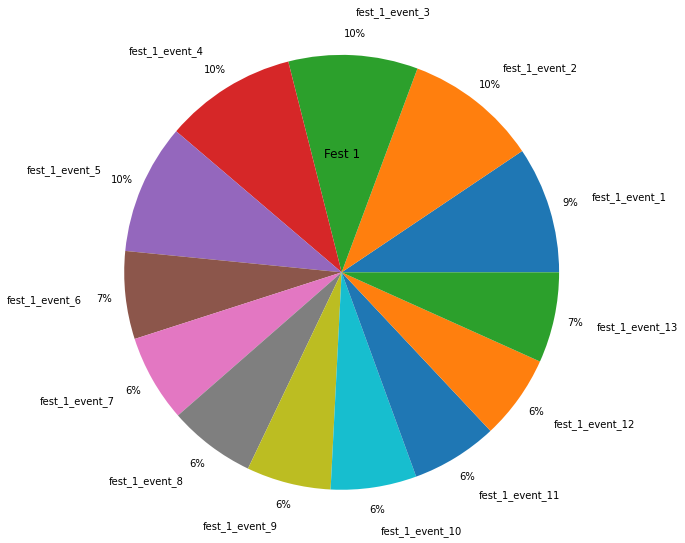 fest_1_event_3
10%
fest_1_event_4
10%
fest_1_event_2
10%
Fest 1
fest_1_event_5
10%
fest_1_event_1
9%
fest_1_event_6
7%
fest_1_event_13
7%
fest_1_event_7
6%
fest_1_event_12
6%
fest_1_event_8
6%
fest_1_event_11
6%
fest_1_event_9
6%
fest_1_event_10
6%